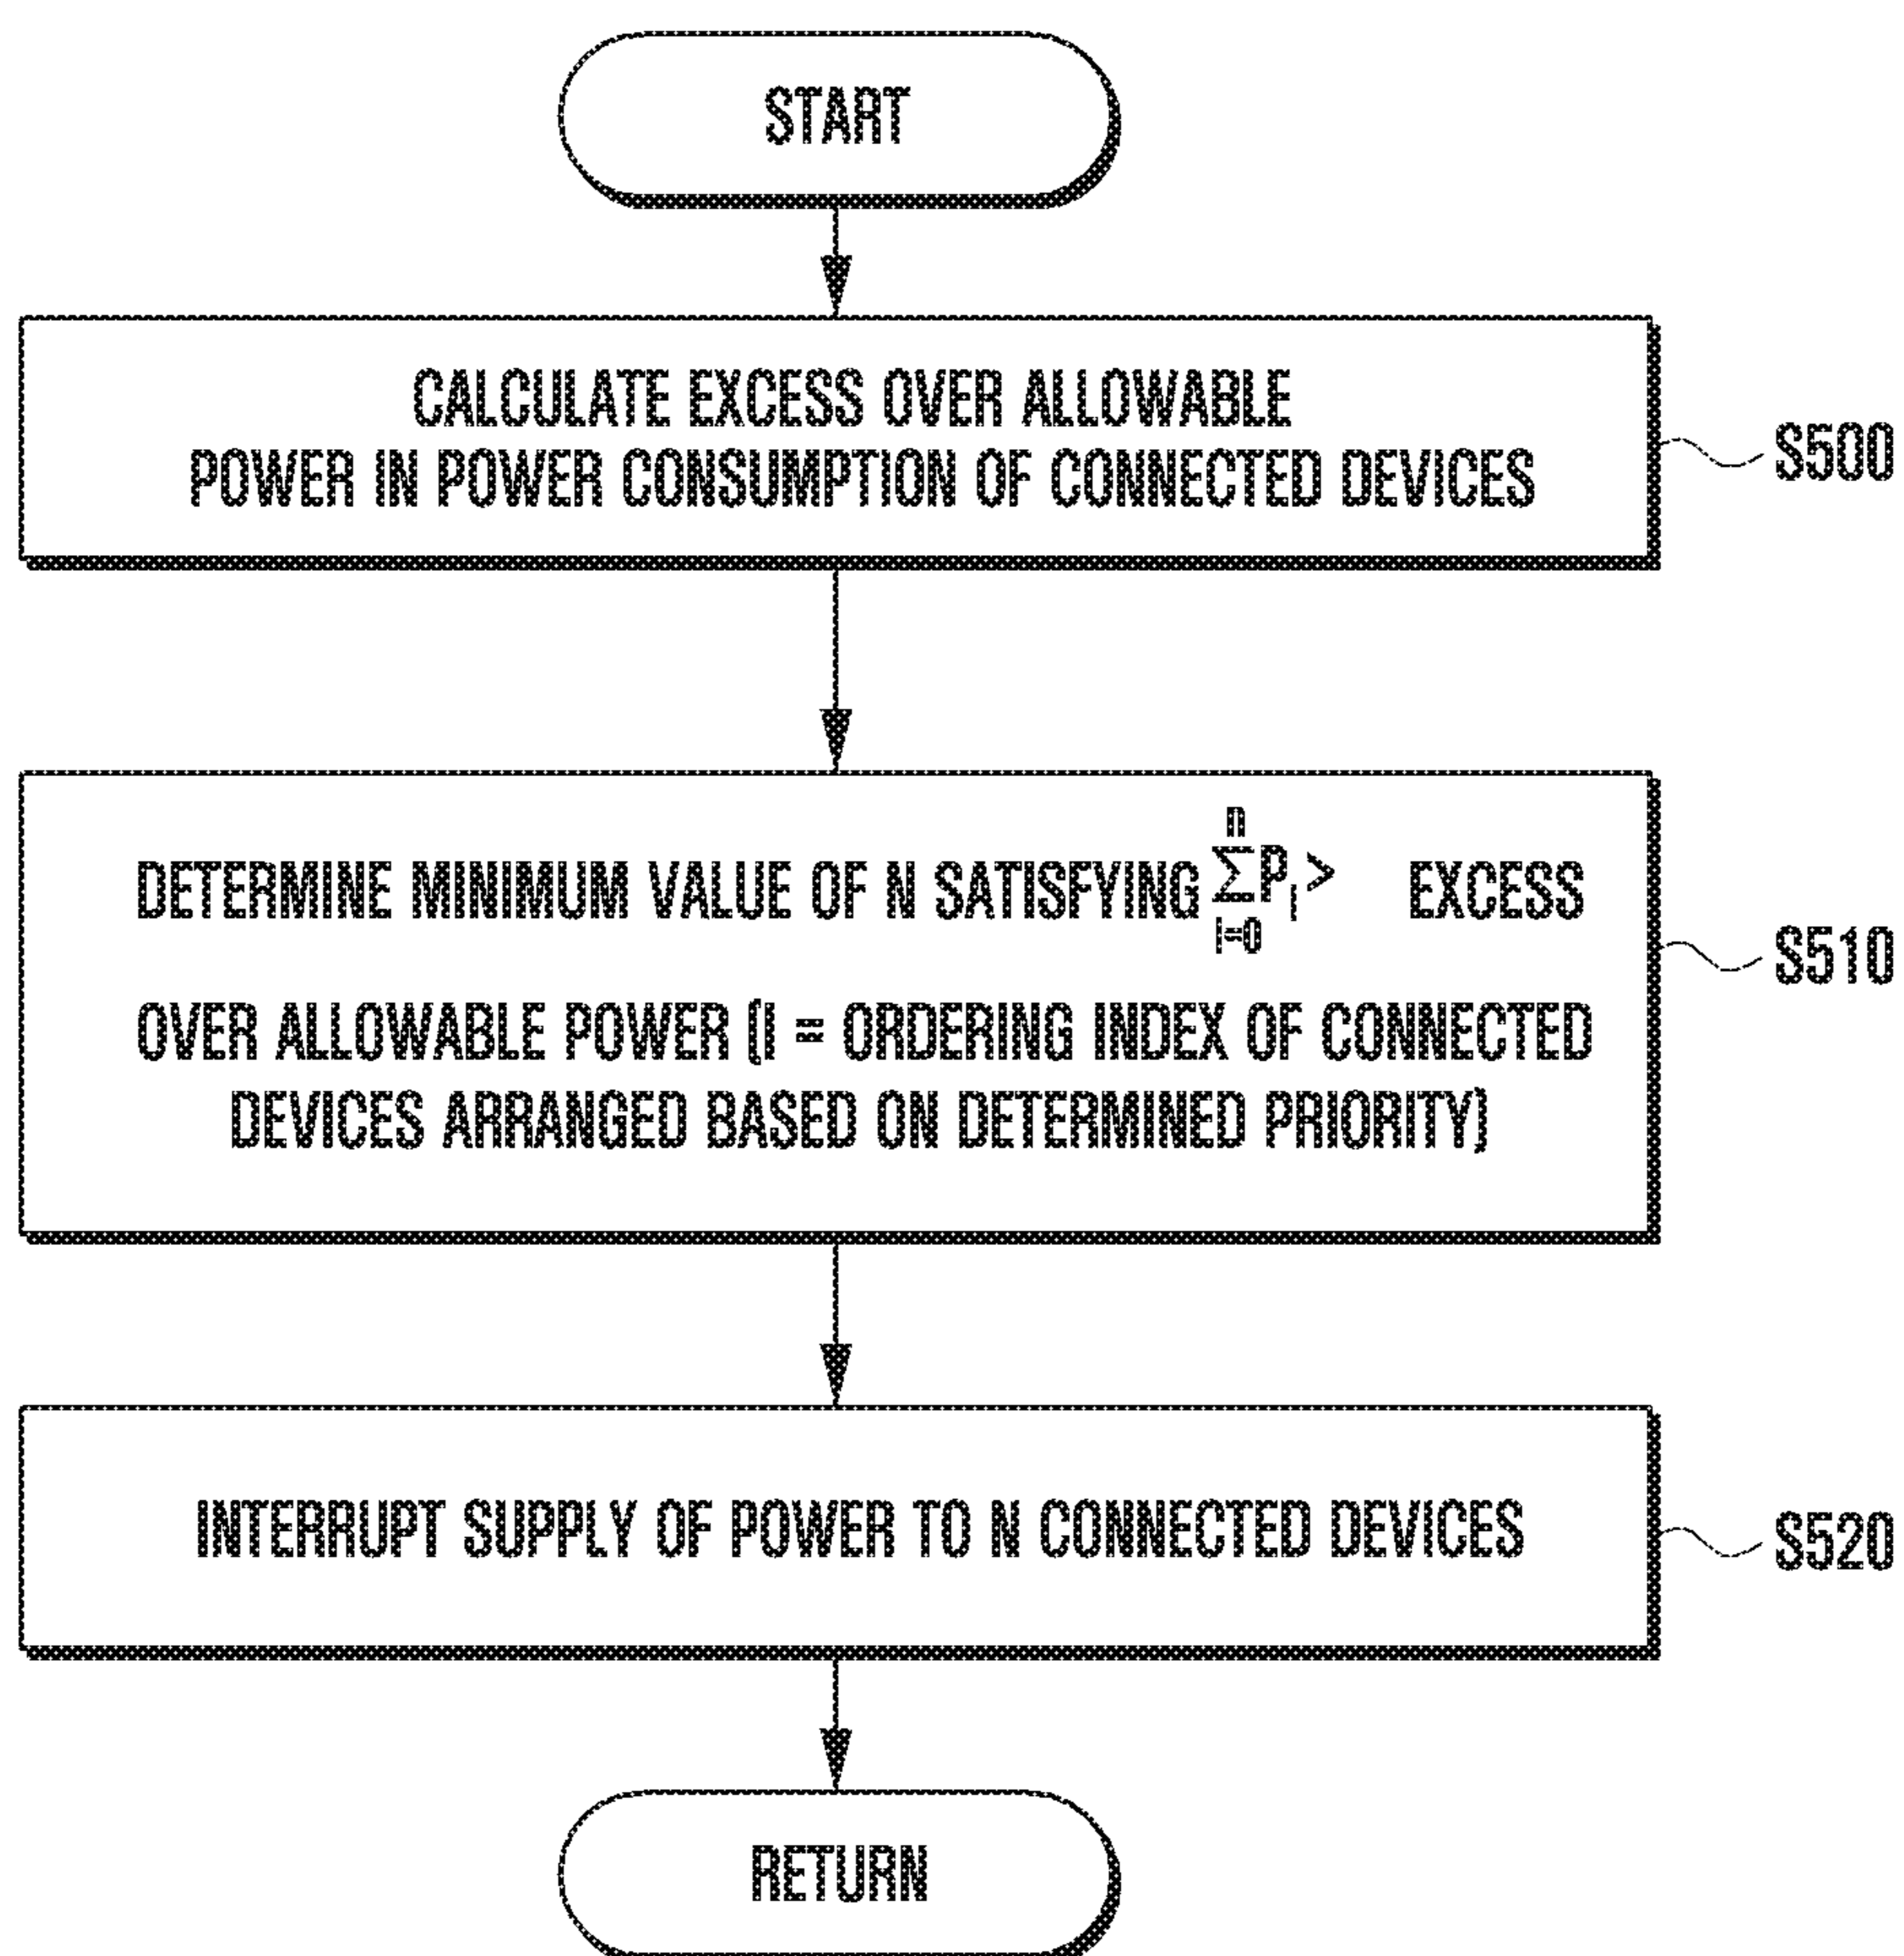 START
CALCULATE EXCESS OVER ALLOWABLE
POWER IN POWER CONSUMPTION OF CONNECTED DEVICES
S500
n
DETERMINE MINIMUM VALUE OF N SATISFYING ΣPi> EXCESS
i=0
OVER ALLOWABLE POWER (I = ORDERING INDEX OF CONNECTED
DEVICES ARRANGED BASED ON DETERMINED PRIORITY)
S510
INTERRUPT SUPPLY OF POWER TO N CONNECTED DEVICES
S520
RETURN